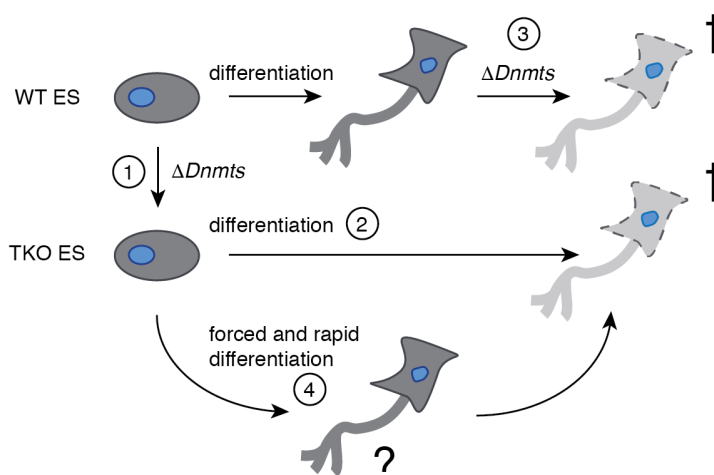 3
†
differentiation
ΔDnmts
WT ES
1
ΔDnmts
†
differentiation 2
TKO ES
forced and rapid
differentiation
4
?